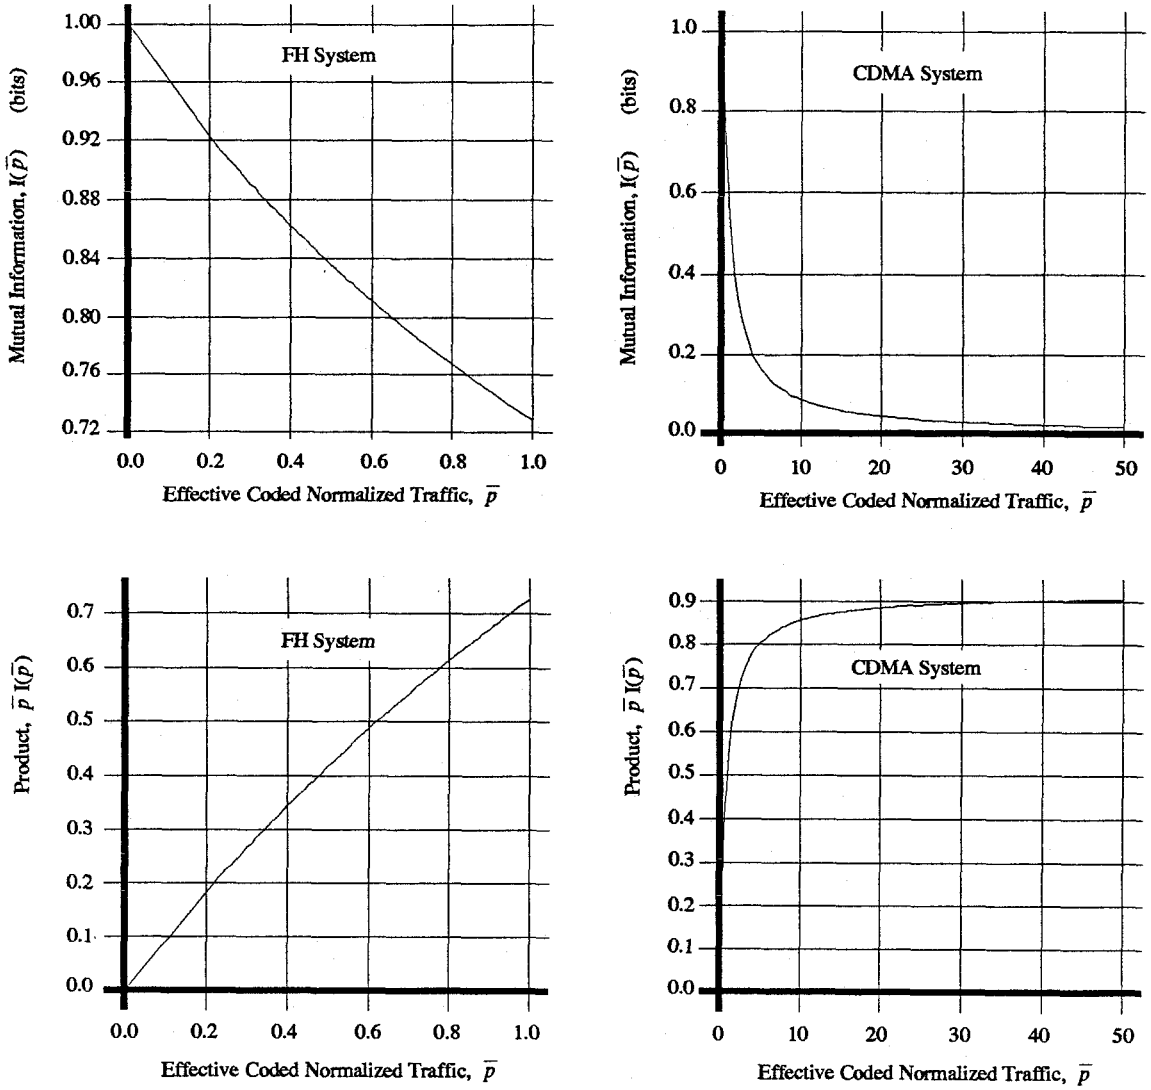 Mutual Information, I(p̅) (bits)
1.00
0.96
0.92
0.88
0.84
0.80
0.76
0.72
FH System
0.0 0.2 0.4 0.6 0.8 1.0
Effective Coded Normalized Traffic, p̅
Mutual Information, I(p̅) (bits)
1.0
0.8
0.6
0.4
0.2
0.0
CDMA System
0 10 20 30 40 50
Effective Coded Normalized Traffic, p̅
Product, p̅ I(p̅)
0.7
0.6
0.5
0.4
0.3
0.2
0.1
0.0
FH System
0.0 0.2 0.4 0.6 0.8 1.0
Effective Coded Normalized Traffic, p̅
Product, p̅ I(p̅)
0.9
0.8
0.7
0.6
0.5
0.4
0.3
0.2
0.1
0.0
CDMA System
0 10 20 30 40 50
Effective Coded Normalized Traffic, p̅